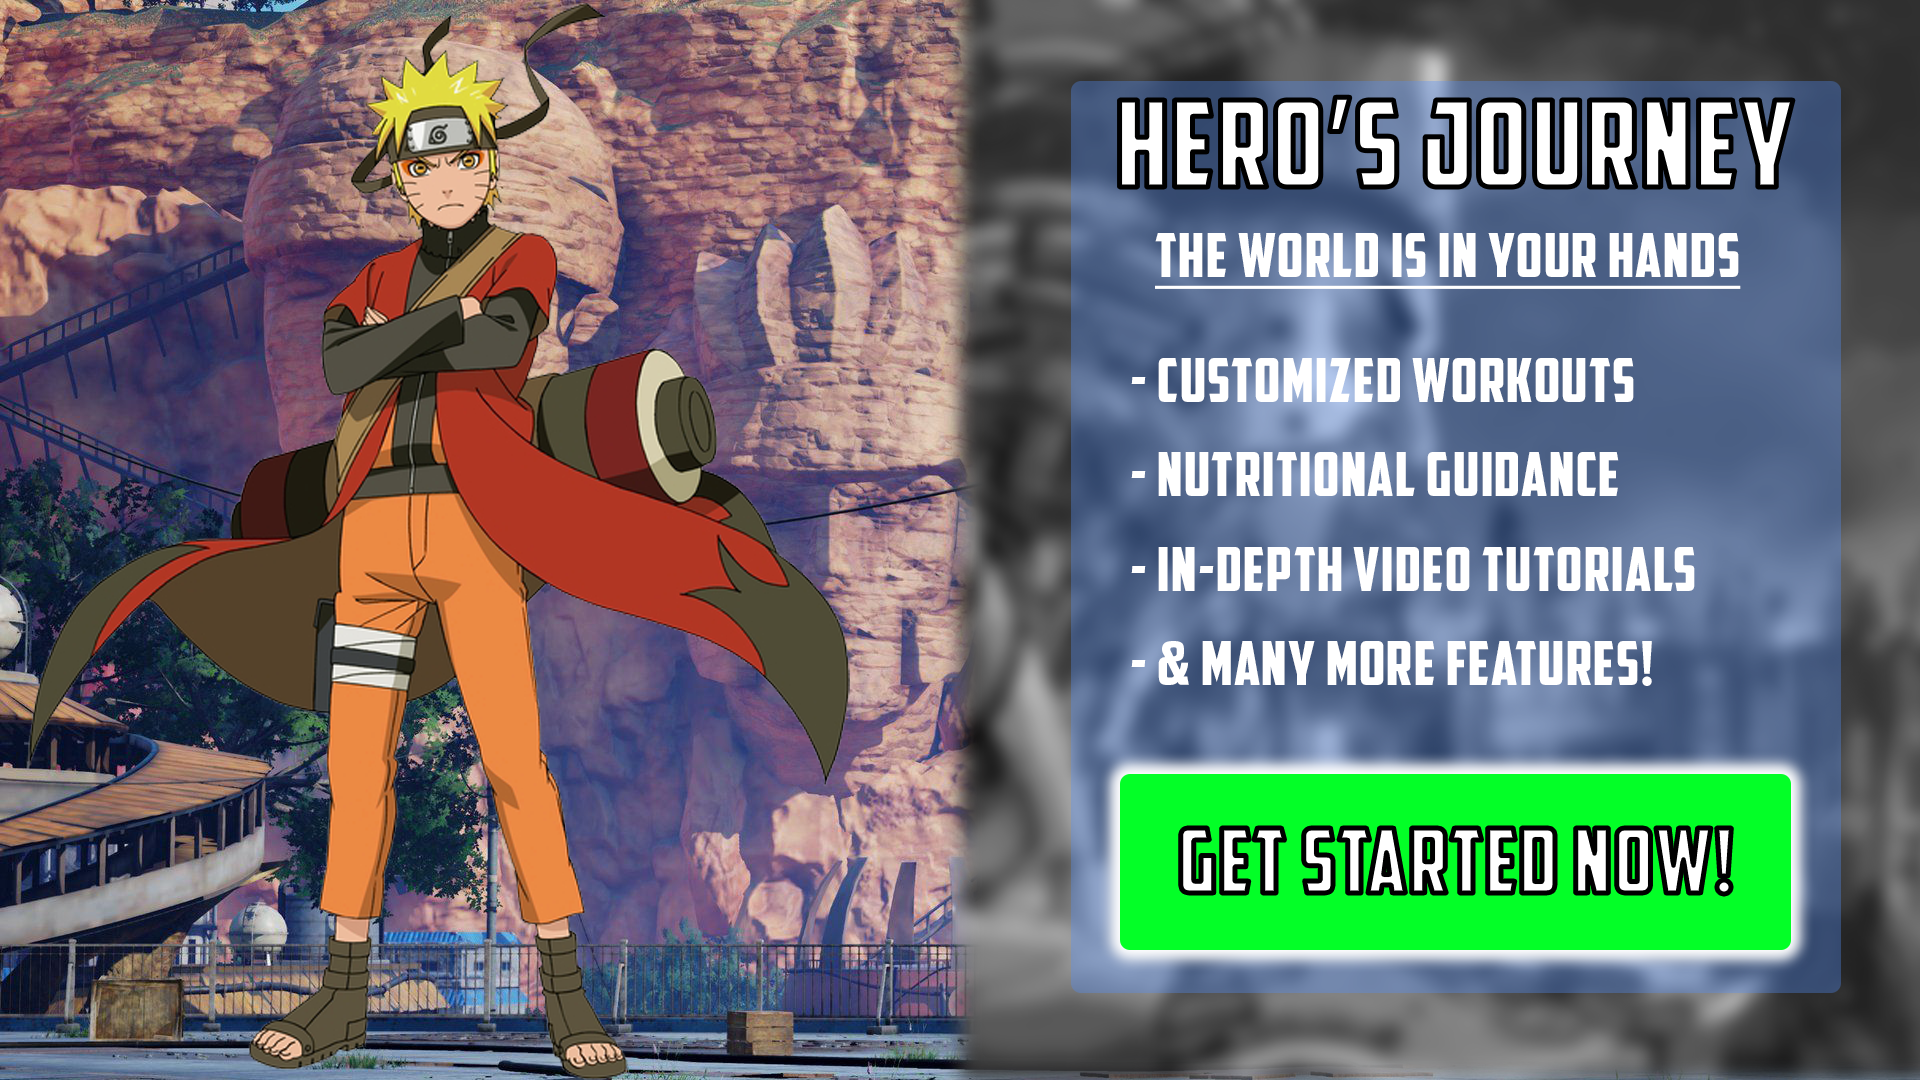 HERO'S JOURNEY
THE WORLD IS IN YOUR HANDS
- CUSTOMIZED WORKOUTS
- NUTRITIONAL GUIDANCE
- IN-DEPTH VIDEO TUTORIALS
- & MANY MORE FEATURES!
GET STARTED NOW!